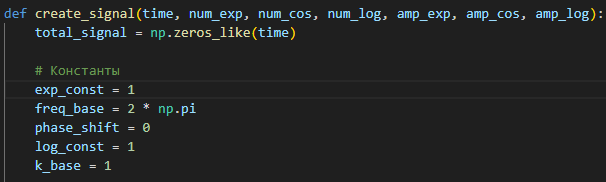 def create_signal(time, num_exp, num_cos, num_log, amp_exp, amp_cos, amp_log):
    total_signal = np.zeros_like(time)
    # Константы
    exp_const = 1
    freq_base = 2 * np.pi
    phase_shift = 0
    log_const = 1
    k_base = 1